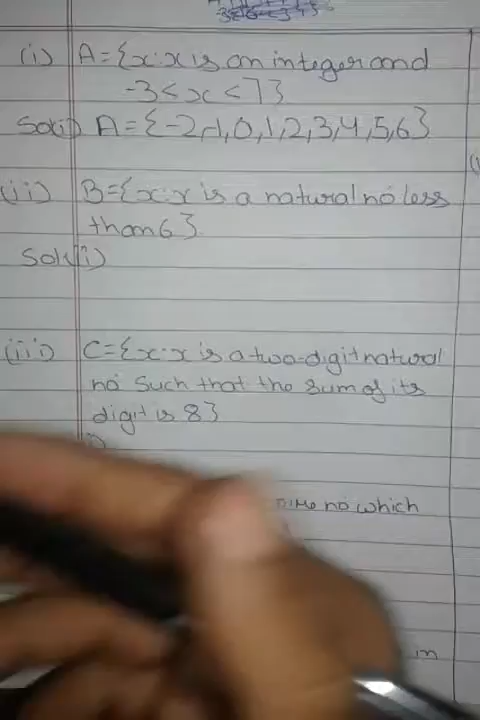 (i) A={x:x is an integer and
-3<x<7}
Sol(i) A={-2,-1,0,1,2,3,4,5,6}
(ii) B={x:x is a natural no less
than 6}
Sol(i)
(iii) C={x:x is a two-digit natural
no Such that the sum of its
digit is 8}
no which
in